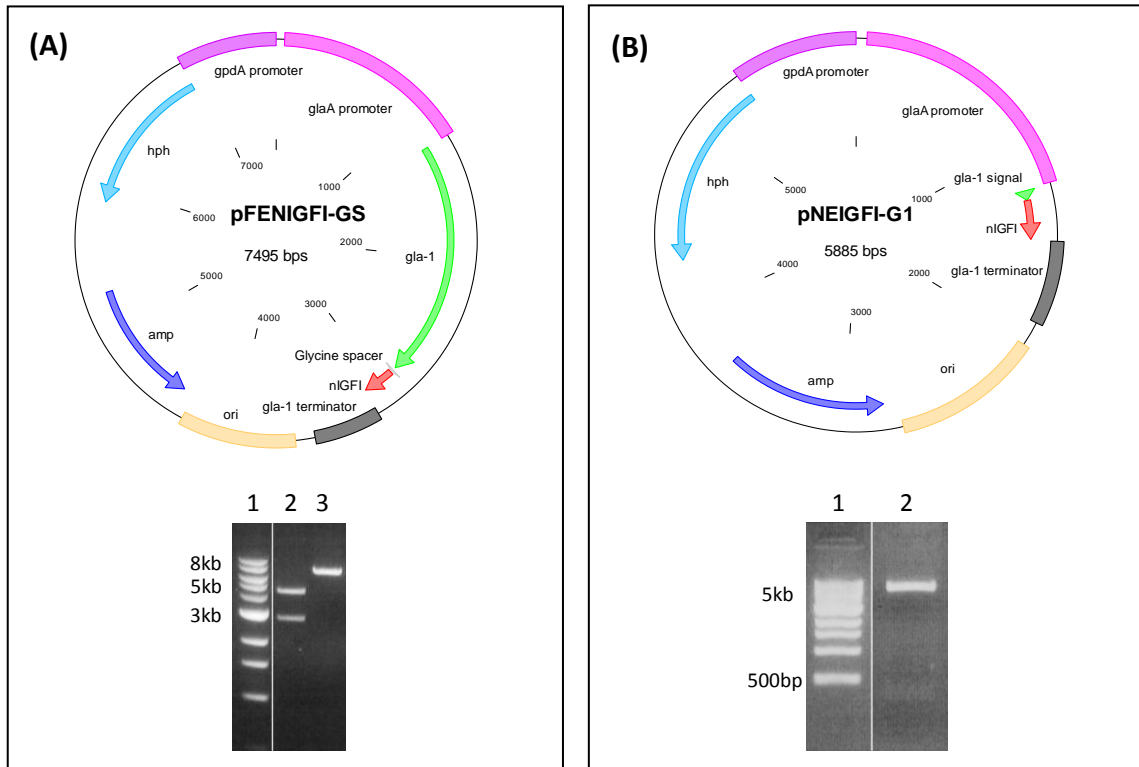 (A)
gpdA promoter
glaA promoter
hph
7000
1000
6000
pFENIGFI-GS
7495 bps
2000
gla-1
5000
3000
4000
amp
Glycine spacer
nIGFI
gla-1 terminator
ori
1 2 3
8kb
5kb
3kb
(B)
gpdA promoter
glaA promoter
hph
gla-1 signal
5000
1000
pNEIGFI-G1
nIGFI
5885 bps
gla-1 terminator
4000
2000
3000
amp
ori
1 2
5kb
500bp